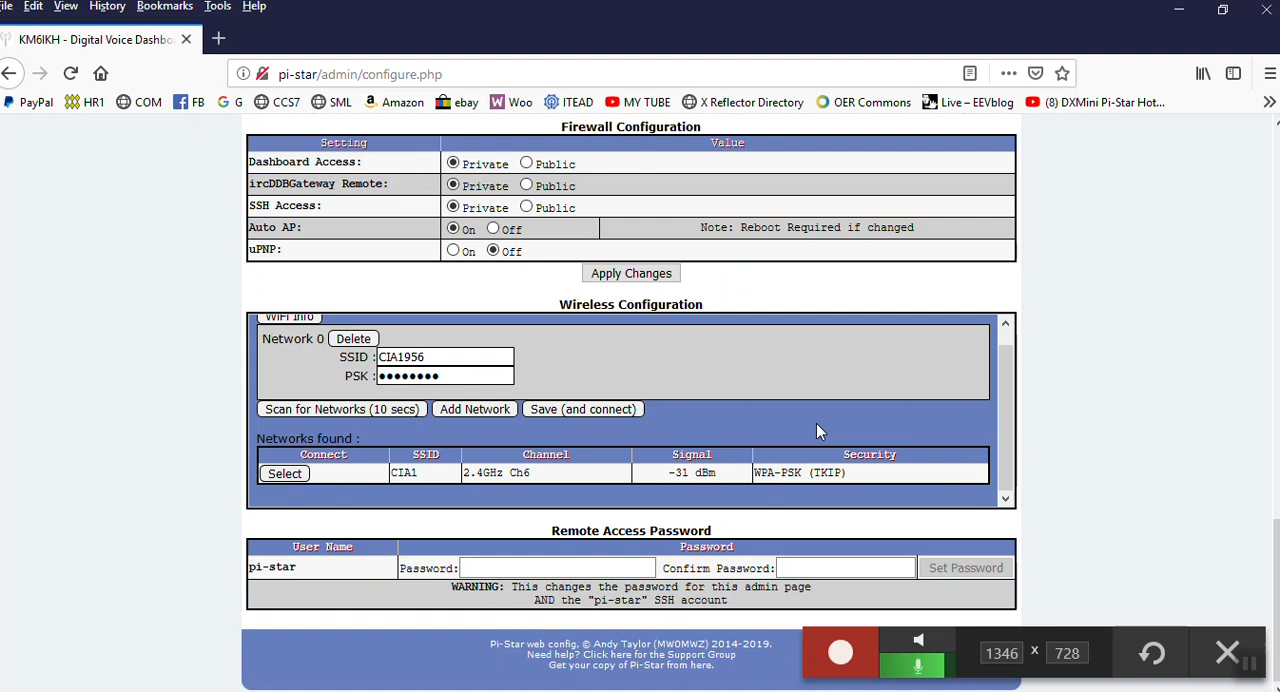 File Edit View History Bookmarks Tools Help
KM6IKH - Digital Voice Dashbo
pi-star/admin/configure.php
PayPal HR1 COM FB G CCS7 SML Amazon ebay Woo ITEAD MY TUBE X Reflector Directory OER Commons Live – EEVblog (8) DXMini Pi-Star Hot...
Firewall Configuration
Setting Value
Dashboard Access: Private Public
ircDDBGateway Remote: Private Public
SSH Access: Private Public
Auto AP: On Off Note: Reboot Required if changed
uPNP: On Off
Apply Changes
Wireless Configuration
WiFi Info
Network 0 Delete
SSID : CIA1956
PSK : ••••••••
Scan for Networks (10 secs) Add Network Save (and connect)
Networks found :
Connect SSID Channel Signal Security
Select CIA1 2.4GHz Ch6 -31 dBm WPA-PSK (TKIP)
Remote Access Password
User Name Password
pi-star Password: Confirm Password: Set Password
WARNING: This changes the password for this admin page
AND the "pi-star" SSH account
Pi-Star web config, © Andy Taylor (MW0MWZ) 2014-2019.
Need help? Click here for the Support Group
Get your copy of Pi-Star from here.
1346 x 728